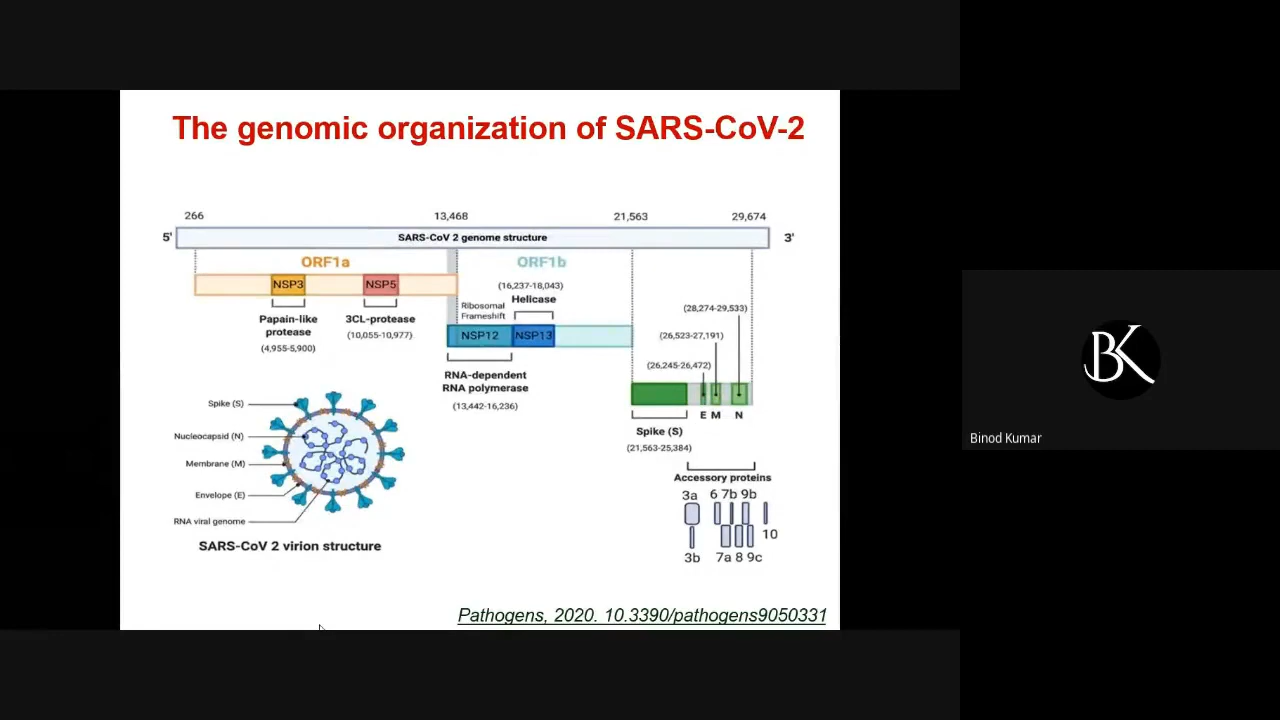 The genomic organization of SARS-CoV-2
266
13,468
21,563
29,674
5'
SARS-CoV 2 genome structure
3'
ORF1a
ORF1b
NSP3
NSP5
(16,237-18,043)
Helicase
Papain-like
protease
(4,955-5,900)
3CL-protease
(10,055-10,977)
Ribosomal
Frameshift
NSP12
NSP13
RNA-dependent
RNA polymerase
(13,442-16,236)
(28,274-29,533)
(26,523-27,191)
(26,245-26,472)
E M N
Spike (S)
(21,563-25,384)
Accessory proteins
3a 6 7b 9b
10
3b 7a 8 9c
Spike (S)
Nucleocapsid (N)
Membrane (M)
Envelope (E)
RNA viral genome
SARS-CoV 2 virion structure
Pathogens, 2020. 10.3390/pathogens9050331
BK
Binod Kumar